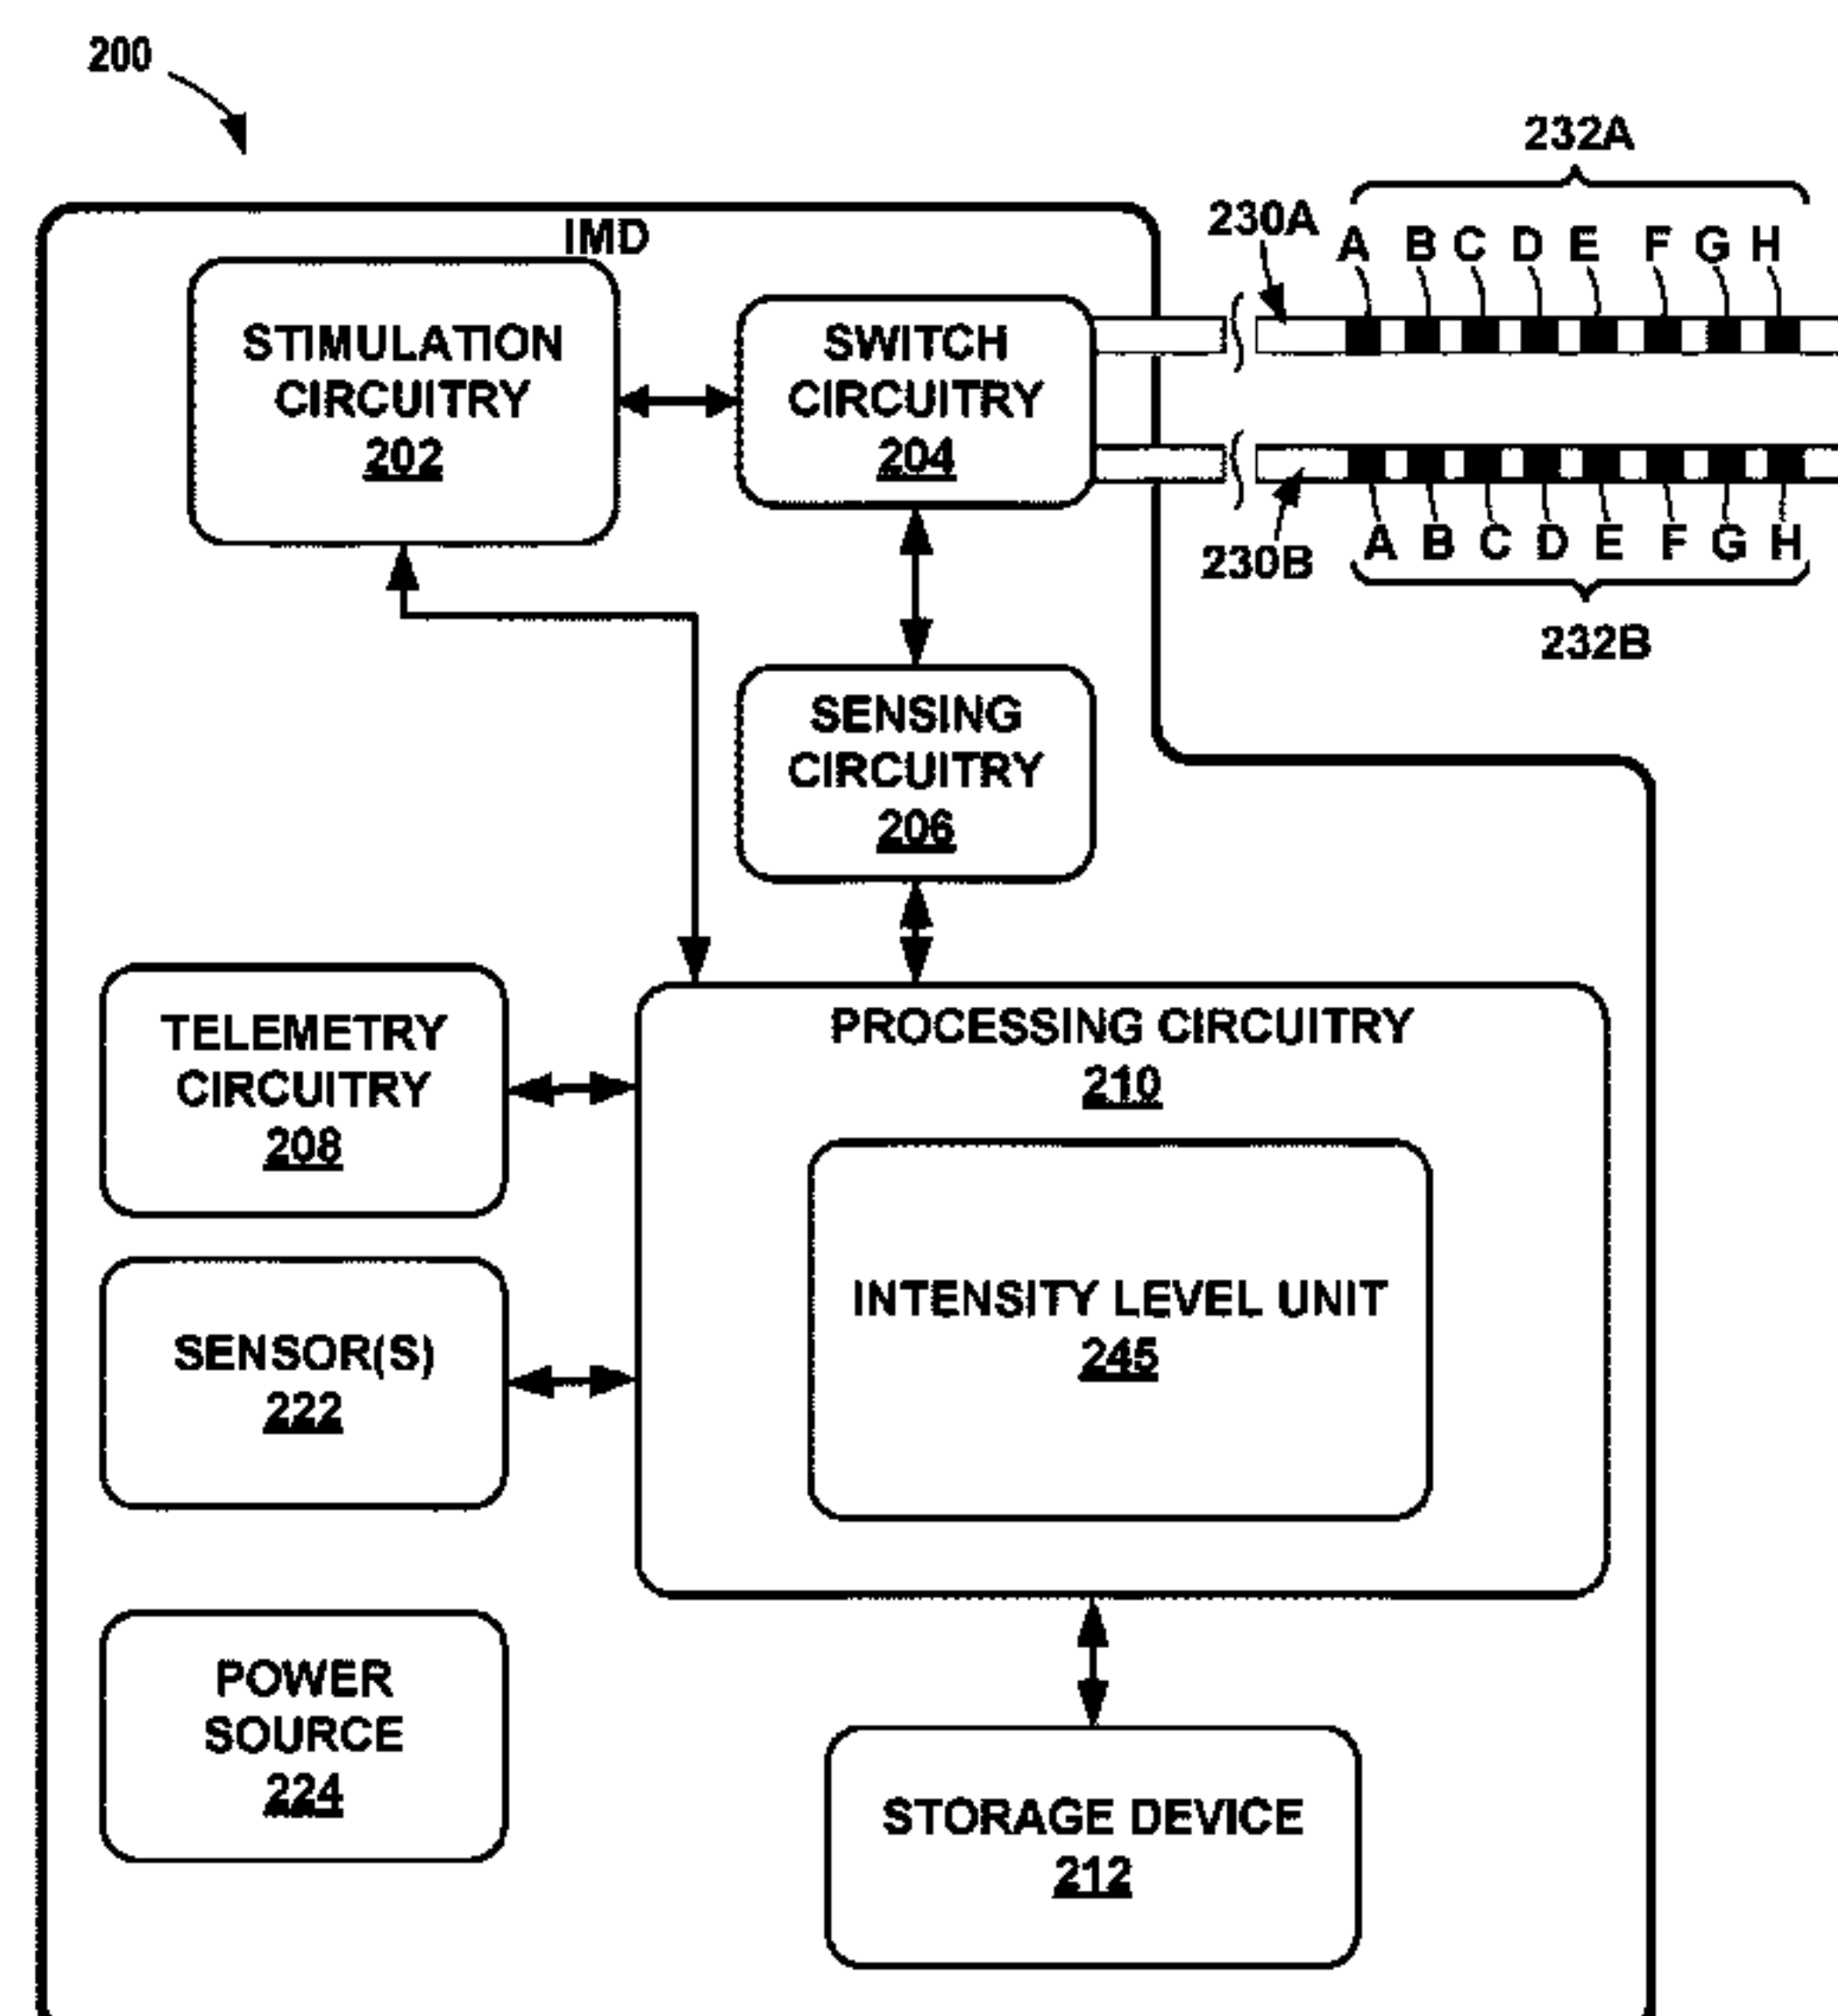 200
232A
IMD
230A
A B C D E F G H
STIMULATION
CIRCUITRY
202
SWITCH
CIRCUITRY
204
230B
A B C D E F G H
232B
SENSING
CIRCUITRY
206
TELEMETRY
CIRCUITRY
208
PROCESSING CIRCUITRY
210
INTENSITY LEVEL UNIT
245
SENSOR(S)
222
POWER
SOURCE
224
STORAGE DEVICE
212